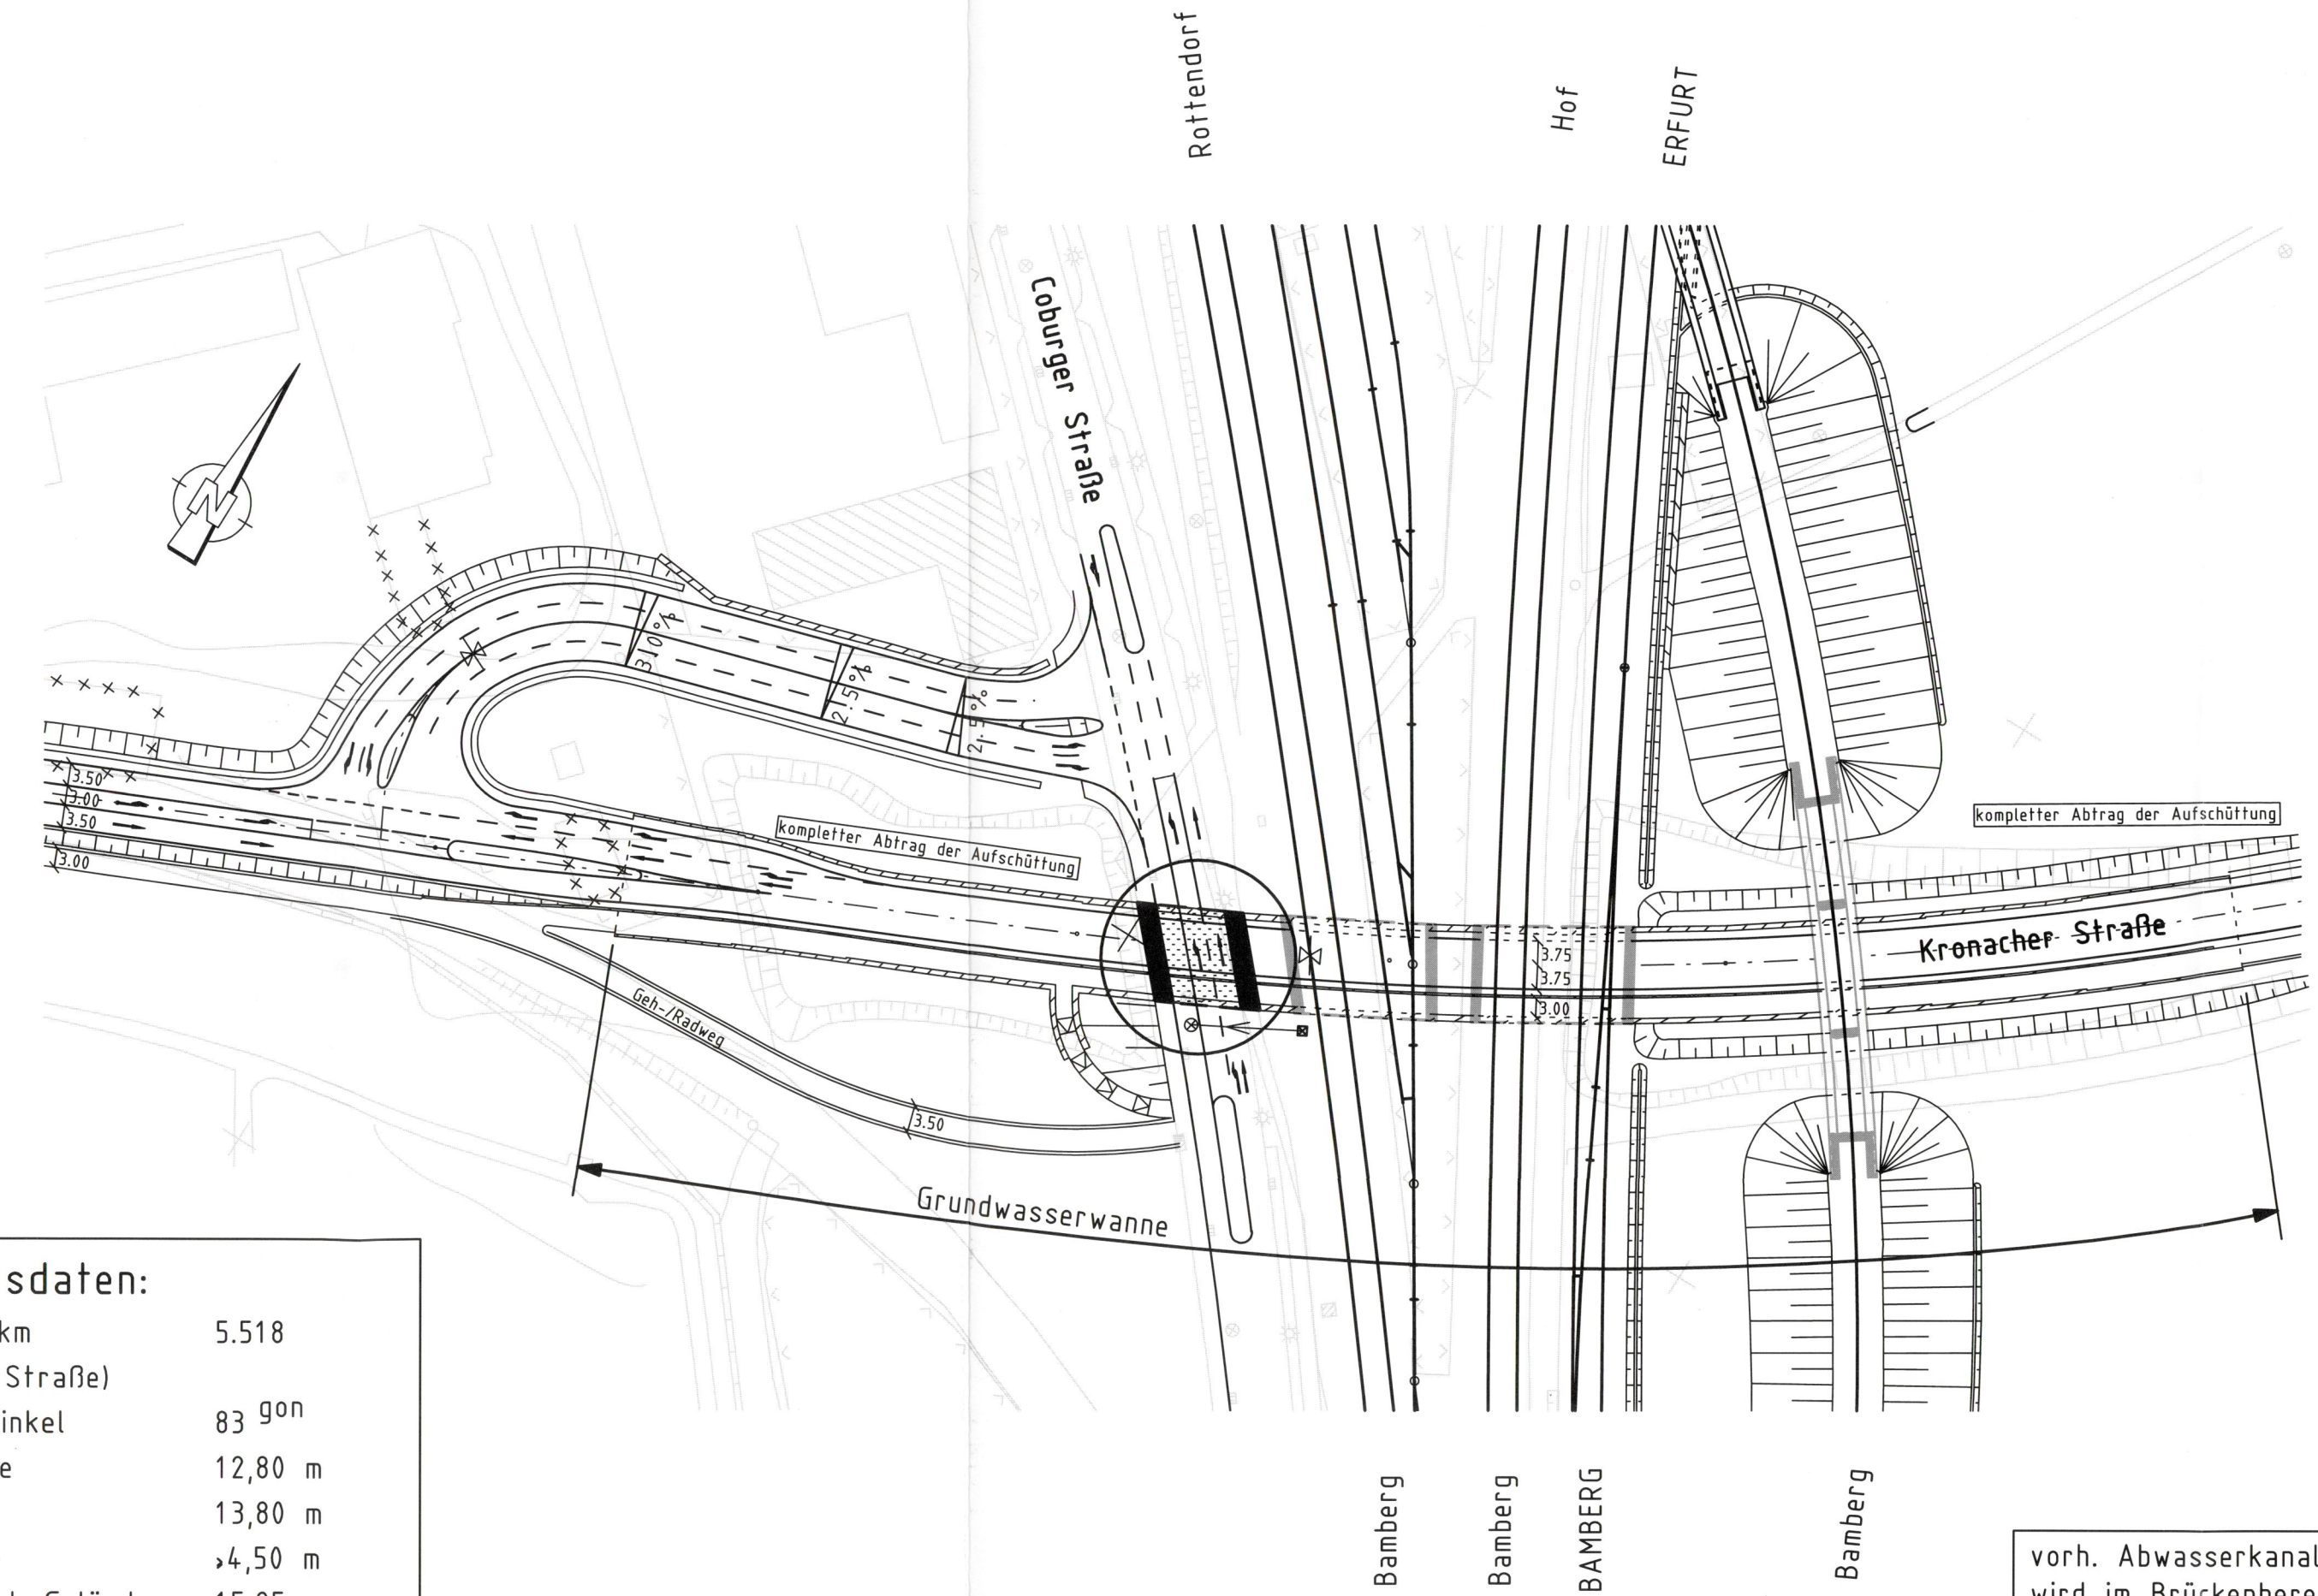 Rottendorf
Hof
ERFURT
Coburger Straße
N
3.0%
2.5%
2.5%
3.50
3.00
3.50
3.00
kompletter Abtrag der Aufschüttung
kompletter Abtrag der Aufschüttung
Kronacher Straße
3.75
3.75
3.00
Geh-/Radweg
3.50
Grundwasserwanne
sdaten:
km 5.518
Straße)
inkel 83 gon
e 12,80 m
13,80 m
>4,50 m
Bamberg
Bamberg
BAMBERG
Bamberg
vorh. Abwasserkanal
wird im